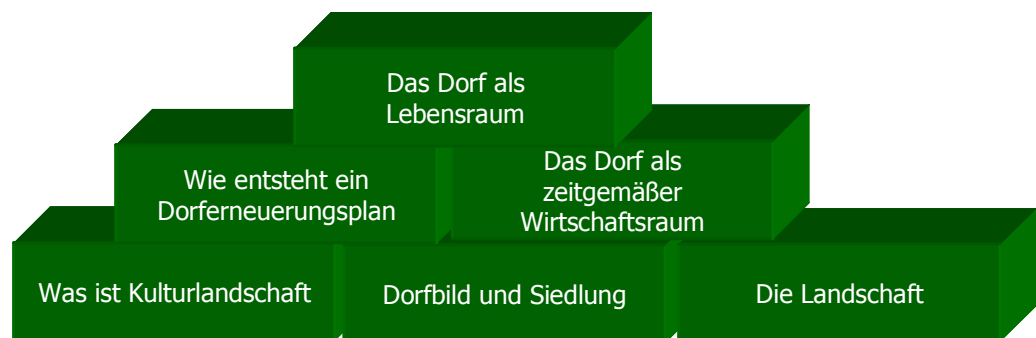 Das Dorf als
Lebensraum
Wie entsteht ein
Dorferneuerungsplan
Das Dorf als
zeitgemäßer
Wirtschaftsraum
Was ist Kulturlandschaft
Dorfbild und Siedlung
Die Landschaft